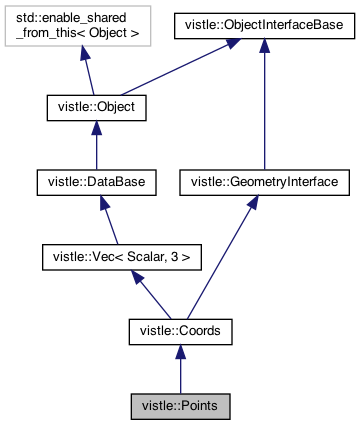 std::enable_shared
_from_this< Object >
vistle::ObjectInterfaceBase
vistle::Object
vistle::DataBase
vistle::GeometryInterface
vistle::Vec< Scalar, 3 >
vistle::Coords
vistle::Points